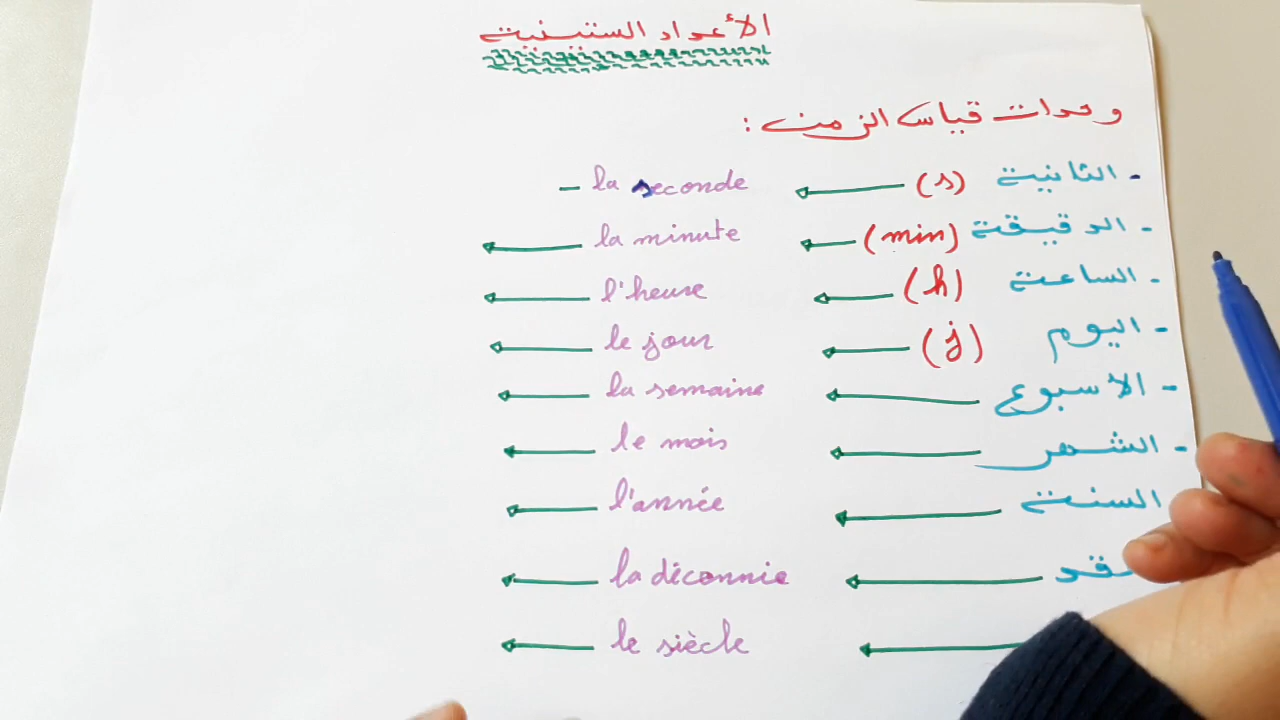 الأعداد الستينية
وحدات قياس الزمن :
- الثانية (s) la seconde -
- الدقيقة (min) la minute
- الساعة (h) l'heure
- اليوم (j) le jour
- الأسبوع la semaine
- الشهر le mois
السنة l'année
la déconnie
le siècle